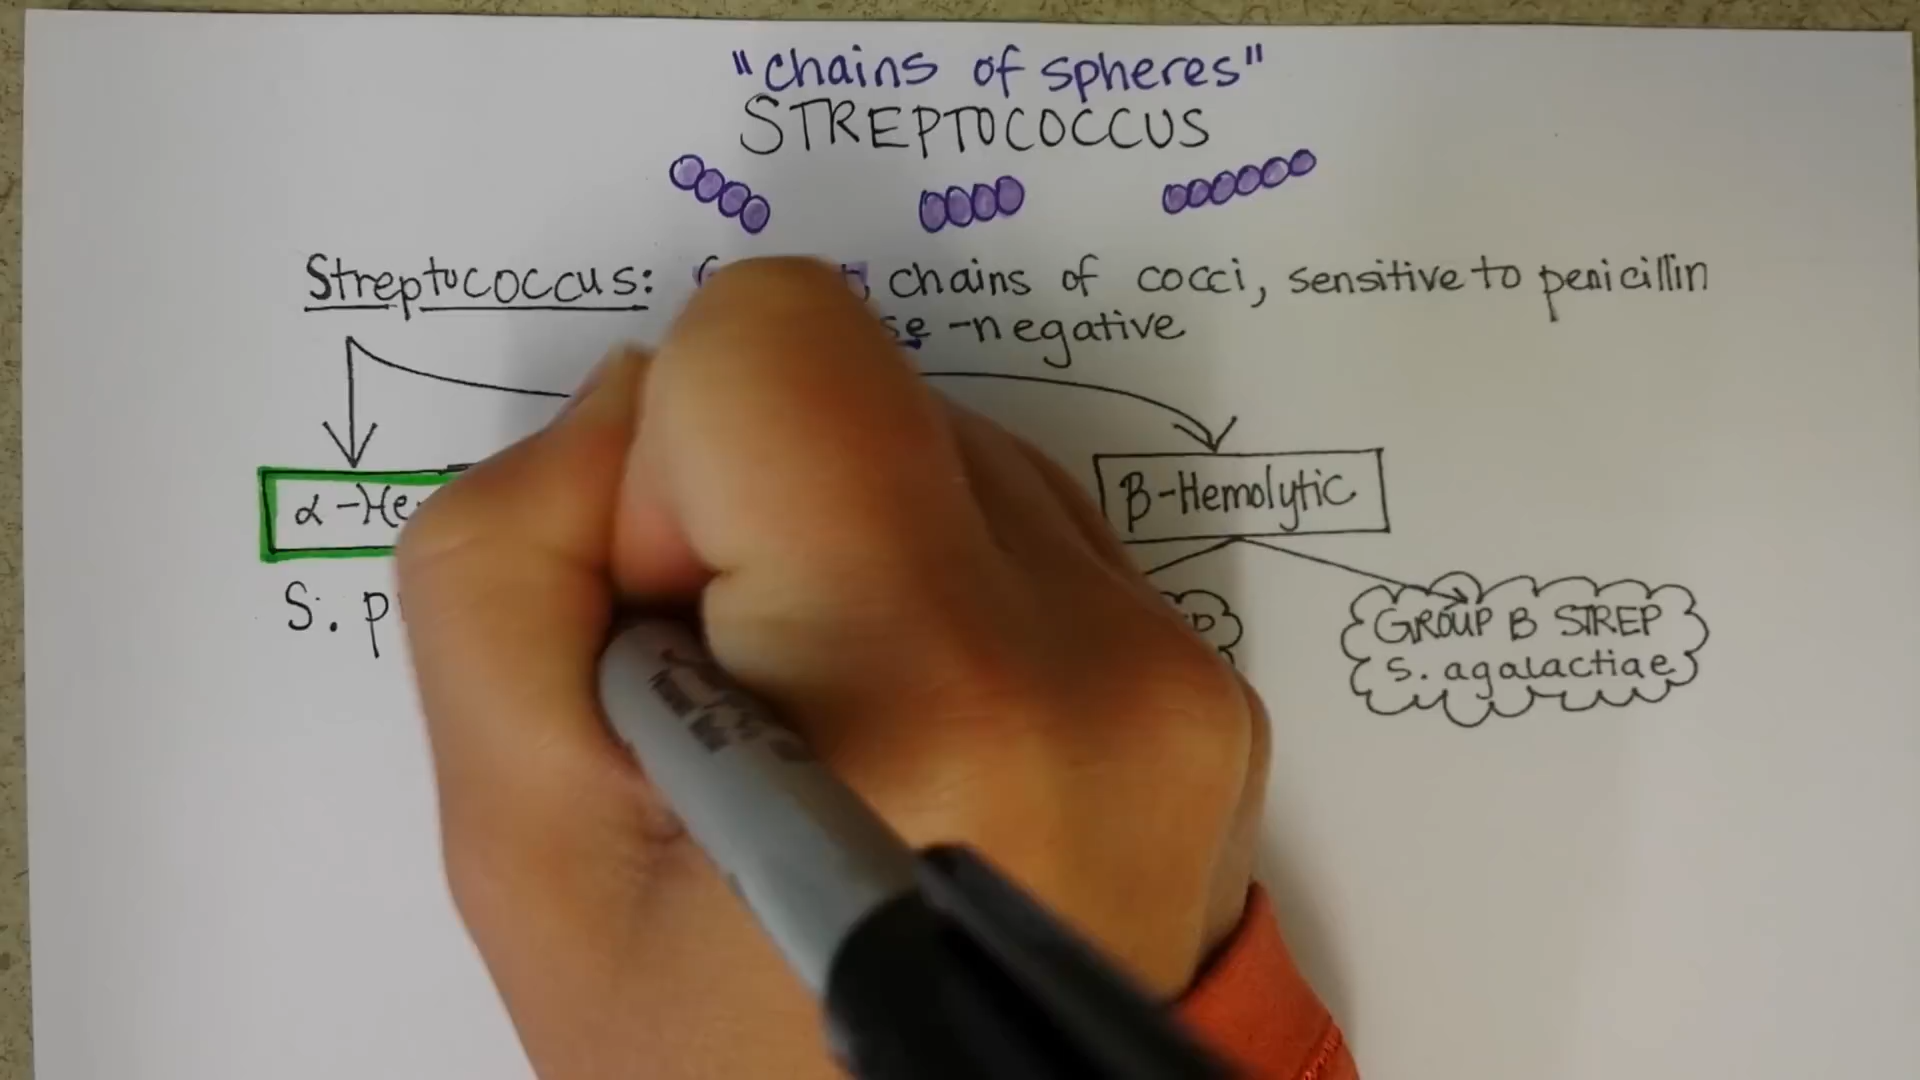 "chains of spheres"
STREPTOCOCCUS
Streptococcus: chains of cocci, sensitive to penicillin
-negative
α-He
β-Hemolytic
S. p
GROUP B STREP
S. agalactiae